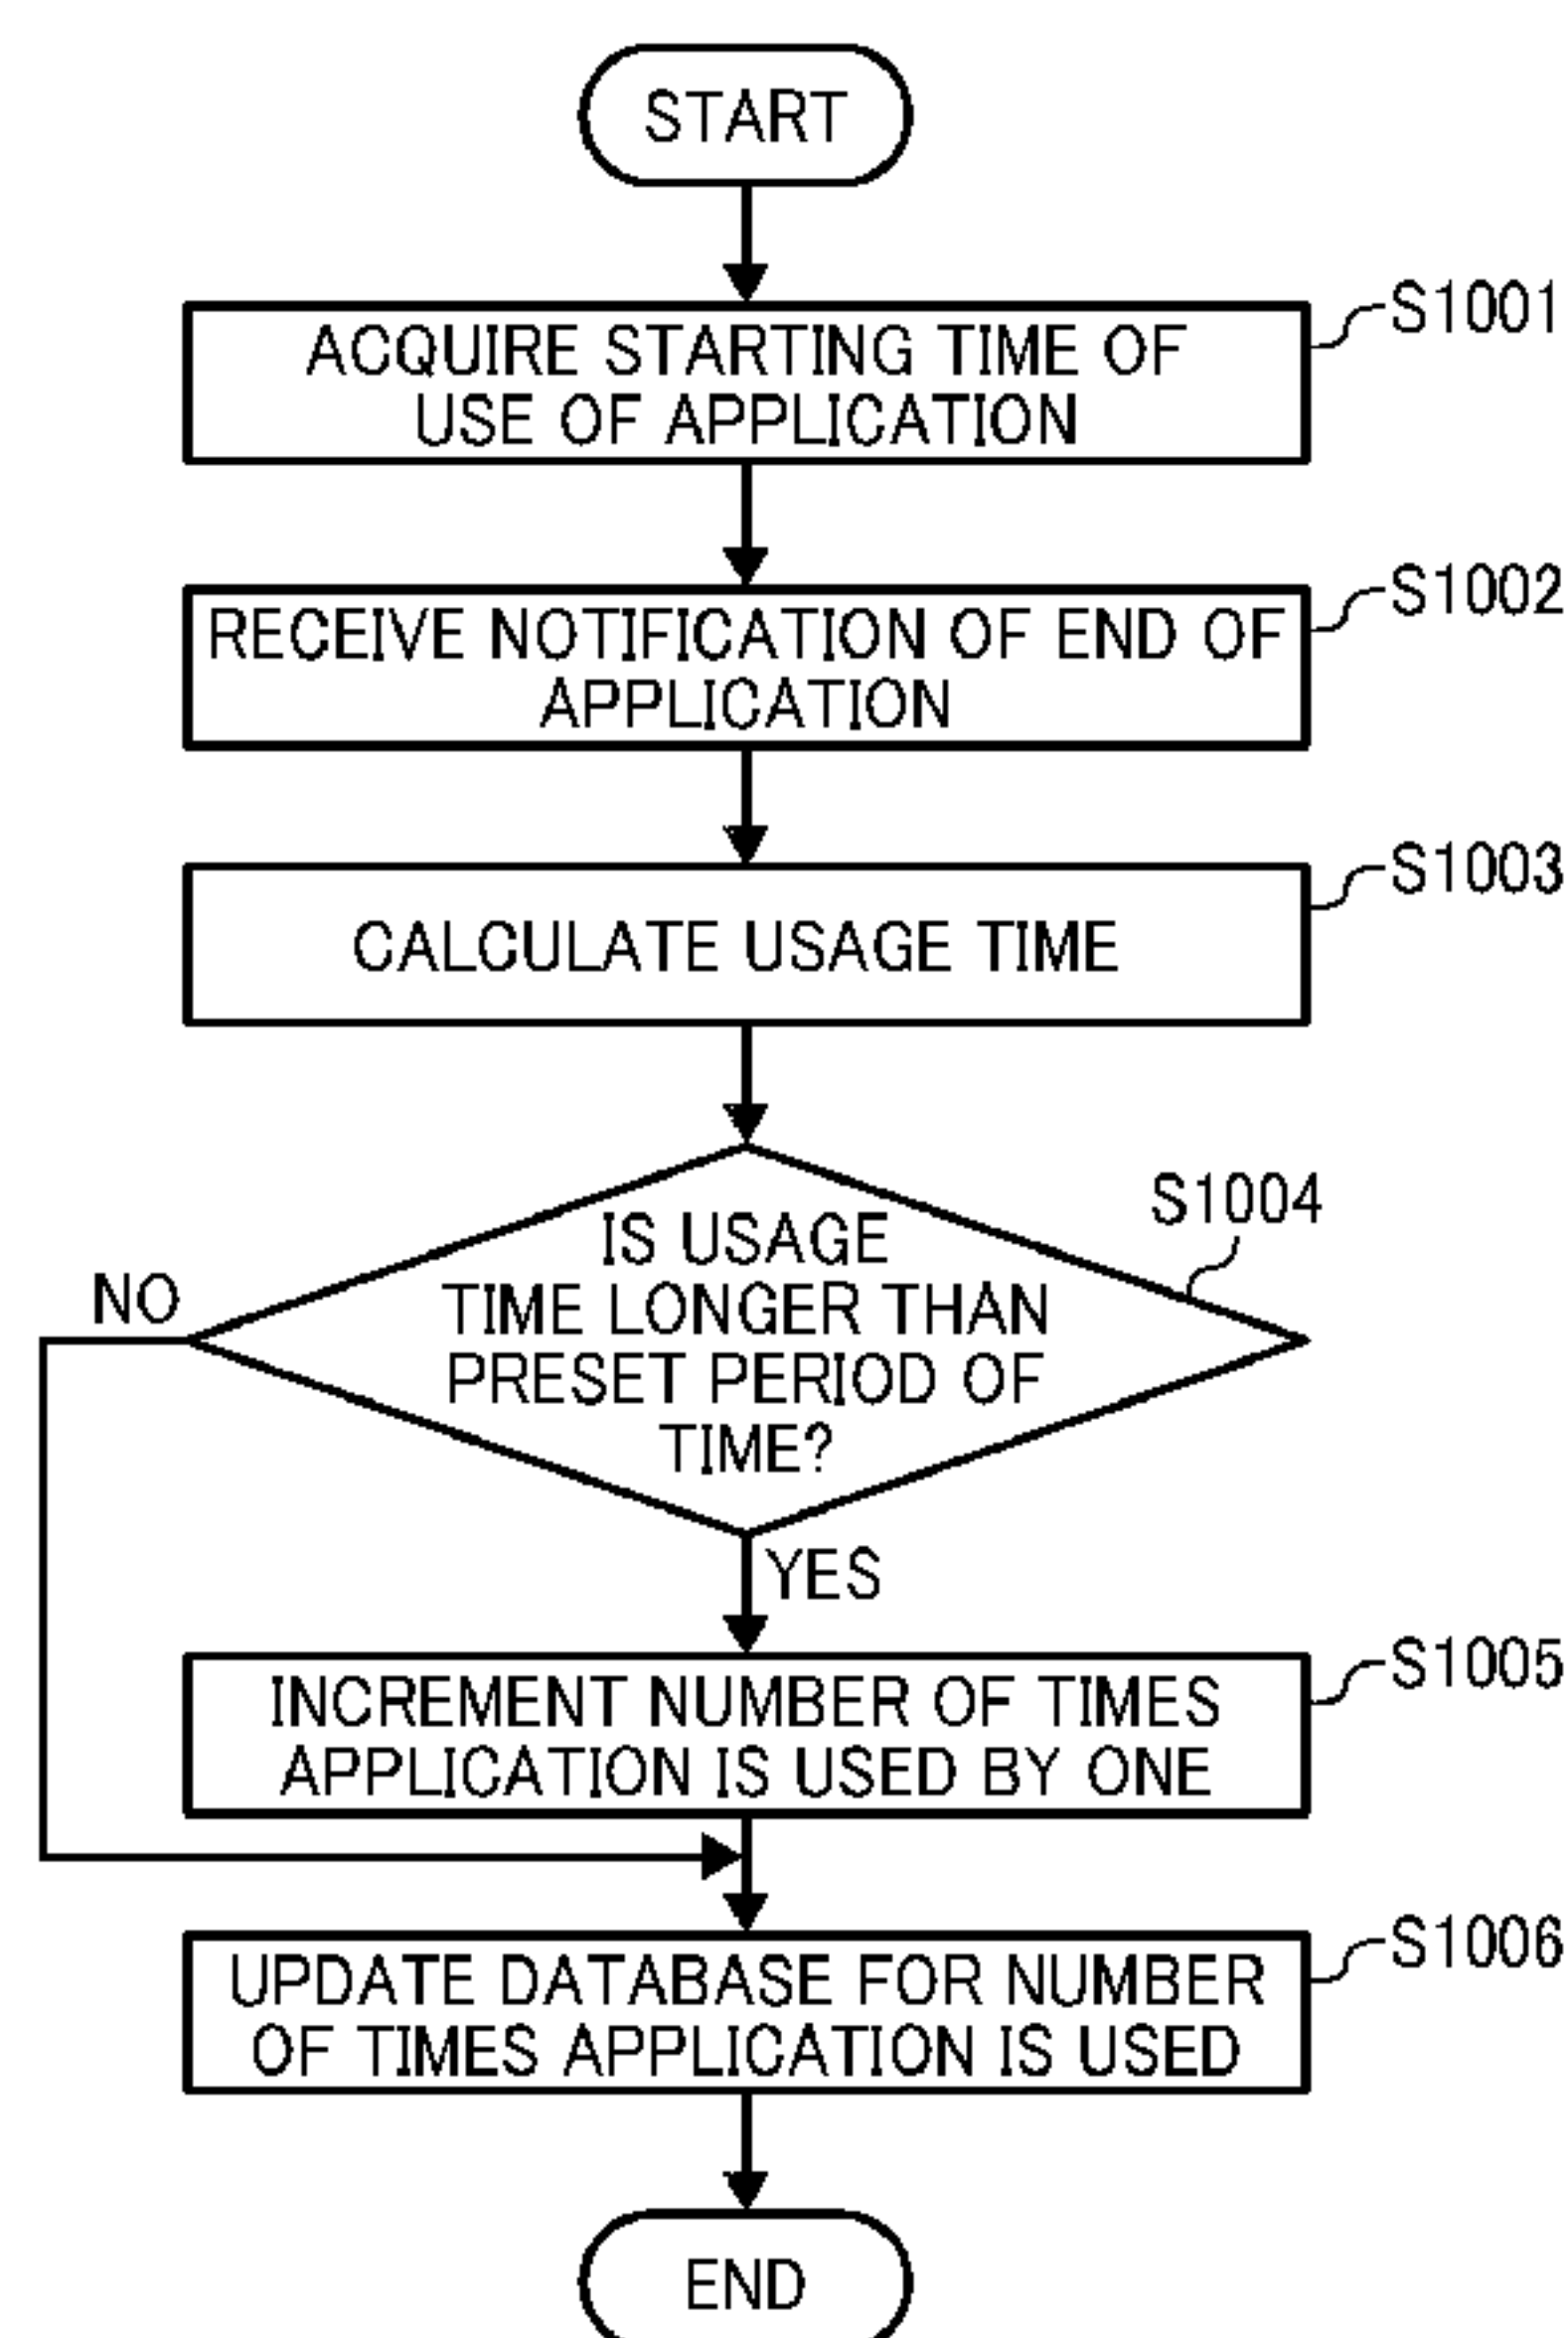 START
S1001
ACQUIRE STARTING TIME OF
USE OF APPLICATION
S1002
RECEIVE NOTIFICATION OF END OF
APPLICATION
S1003
CALCULATE USAGE TIME
S1004
IS USAGE
TIME LONGER THAN
PRESET PERIOD OF
TIME?
NO
YES
S1005
INCREMENT NUMBER OF TIMES
APPLICATION IS USED BY ONE
S1006
UPDATE DATABASE FOR NUMBER
OF TIMES APPLICATION IS USED
END